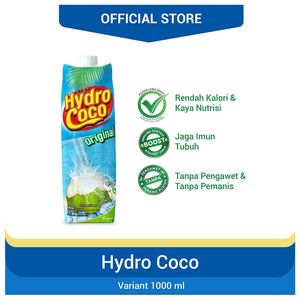 OFFICIAL STORE
Hydro
Coco
original
Rendah Kalori &
Kaya Nutrisi
BOOST
Jaga Imun
Tubuh
TANPA
Tanpa Pengawet &
Tanpa Pemanis
Hydro Coco
Variant 1000 ml